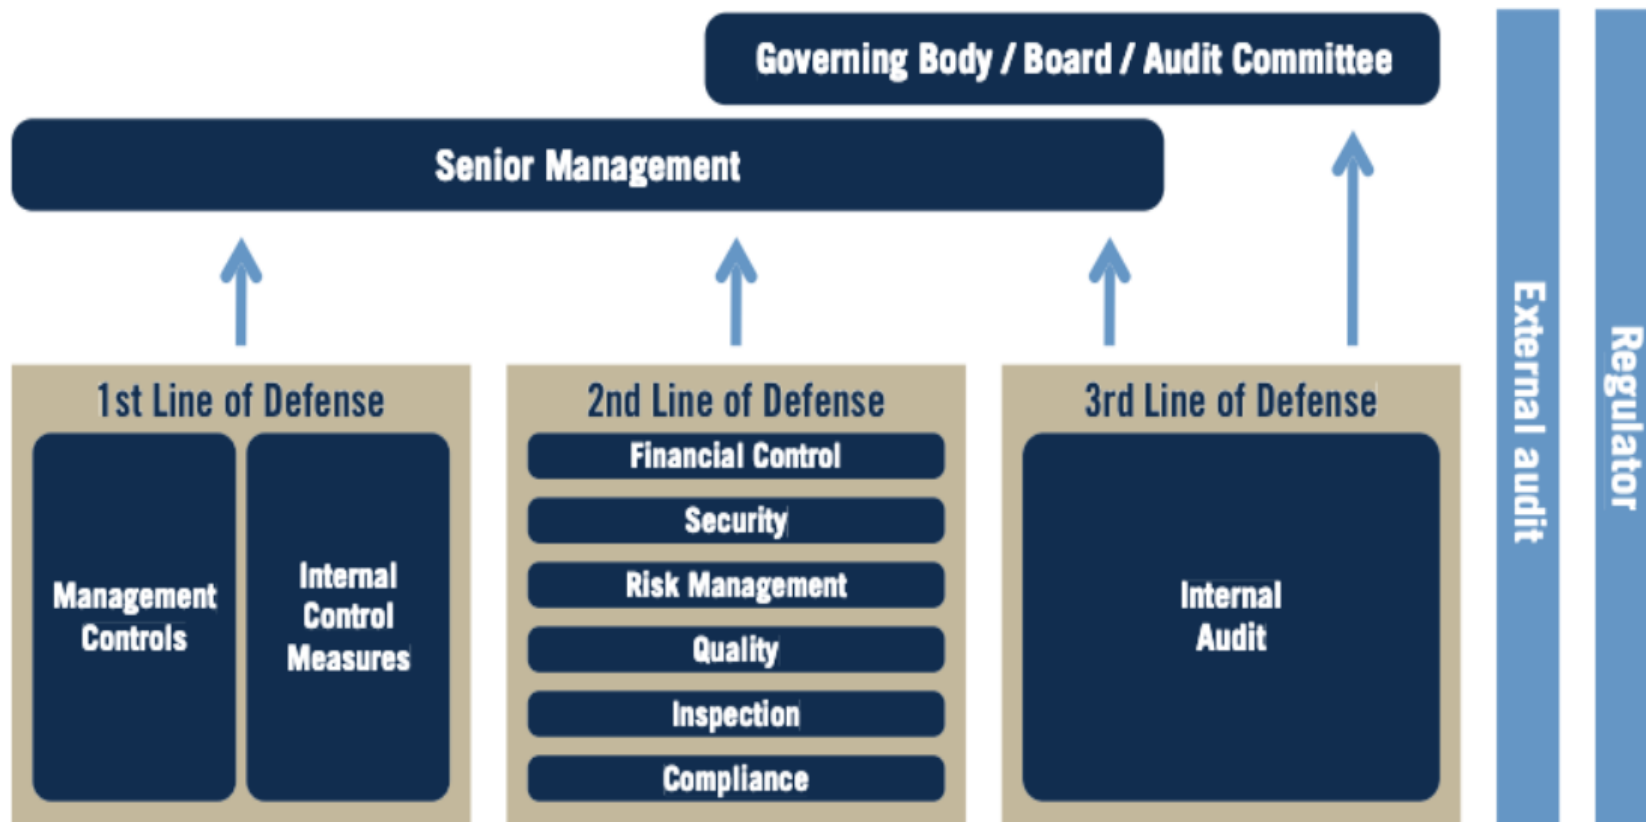 Governing Body / Board / Audit Committee
Senior Management
1st Line of Defense
Management
Controls
Internal
Control
Measures
2nd Line of Defense
Financial Control
Security
Risk Management
Quality
Inspection
Compliance
3rd Line of Defense
Internal
Audit
External audit
Regulator